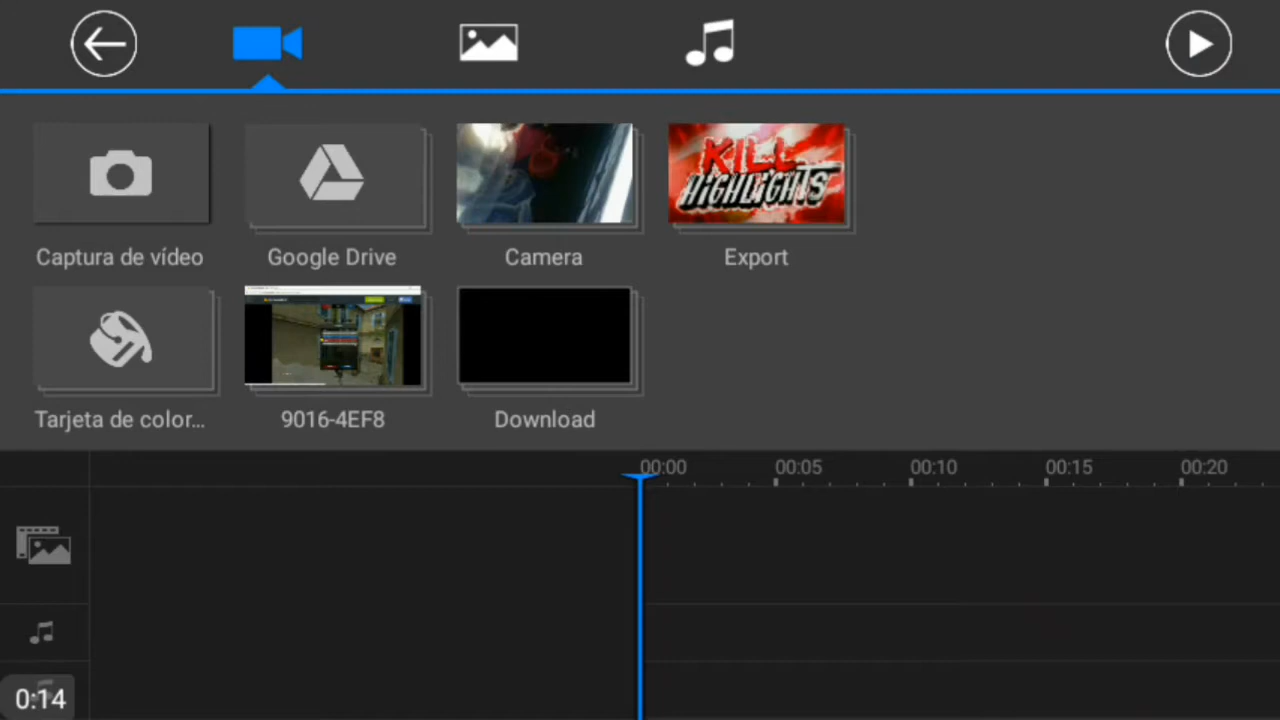 KILL
HIGHLIGHTS
Captura de vídeo
Google Drive
Camera
Export
Tarjeta de color...
9016-4EF8
Download
00:00
00:05
00:10
00:15
00:20
0:14